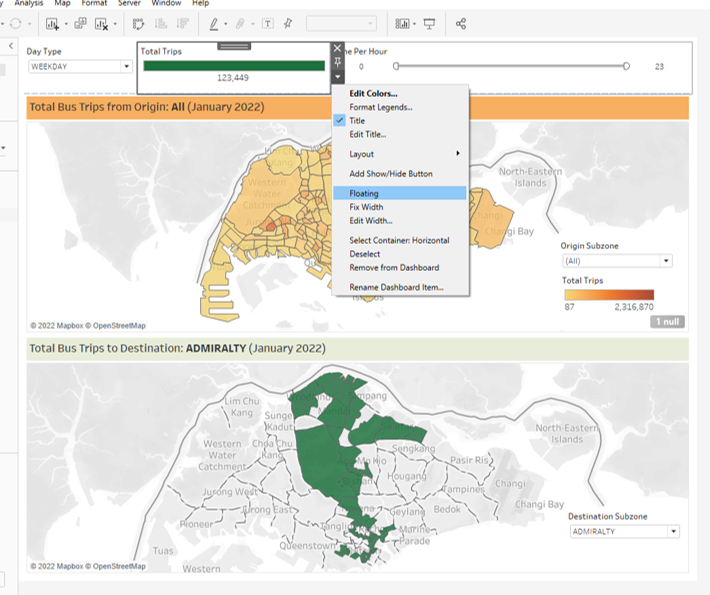 Analysis Map Format Server Window Help
Day Type
WEEKDAY
Total Trips
123,449
e Per Hour
0
23
Edit Colors...
Format Legends...
Title
Edit Title...
Layout
Add Show/Hide Button
Floating
Fix Width
Edit Width...
Select Container: Horizontal
Deselect
Remove from Dashboard
Rename Dashboard Item...
Total Bus Trips from Origin: All (January 2022)
Kang
Western
Water
Catchment
North-Eastern
Islands
Changi
Changi Bay
Islands
Origin Subzone
(All)
Total Trips
87
2,316,870
1 null
© 2022 Mapbox © OpenStreetMap
Total Bus Trips to Destination: ADMIRALTY (January 2022)
Lim Chu
Kang
Sungei
Kadut
Western
Water
Catchment
Choa Chu
Kang
Sengkang
North-Eastern
Islands
Pasir Ris
Hougang
Tampines
Changi
Changi Bay
Jurong West
Jurong East
Pioneer
Geylang
Bedok
Marine
Parade
Queenstown
Tuas
Western
Destination Subzone
ADMIRALTY
© 2022 Mapbox © OpenStreetMap